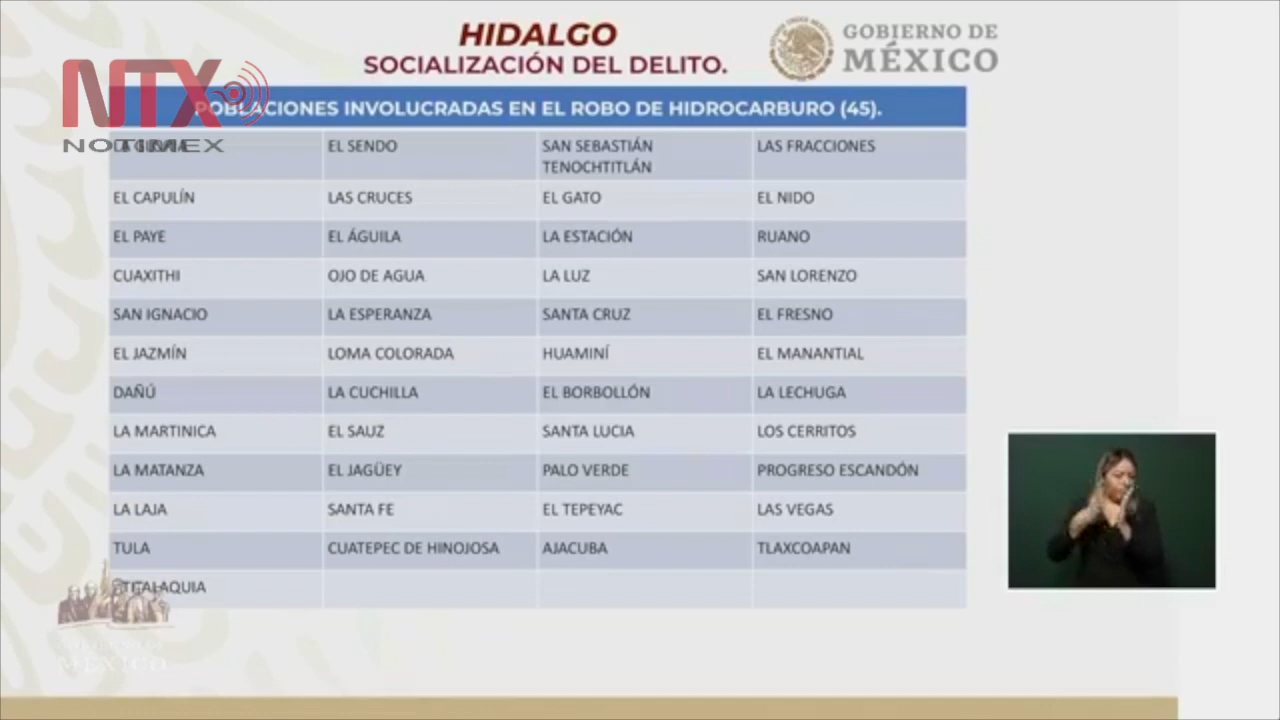 HIDALGO
SOCIALIZACIÓN DEL DELITO.
GOBIERNO DE
MÉXICO
NTX
NOTIMEX
POBLACIONES INVOLUCRADAS EN EL ROBO DE HIDROCARBURO (45).
EL SENDO
SAN SEBASTIÁN
TENOCHTITLÁN
LAS FRACCIONES
EL CAPULÍN
LAS CRUCES
EL GATO
EL NIDO
EL PAYE
EL ÁGUILA
LA ESTACIÓN
RUANO
CUAXITHI
OJO DE AGUA
LA LUZ
SAN LORENZO
SAN IGNACIO
LA ESPERANZA
SANTA CRUZ
EL FRESNO
EL JAZMÍN
LOMA COLORADA
HUAMINÍ
EL MANANTIAL
DAÑÚ
LA CUCHILLA
EL BORBOLLÓN
LA LECHUGA
LA MARTINICA
EL SAUZ
SANTA LUCIA
LOS CERRITOS
LA MATANZA
EL JAGÜEY
PALO VERDE
PROGRESO ESCANDÓN
LA LAJA
SANTA FE
EL TEPEYAC
LAS VEGAS
TULA
CUATEPEC DE HINOJOSA
AJACUBA
TLAXCOAPAN
MÉXICO